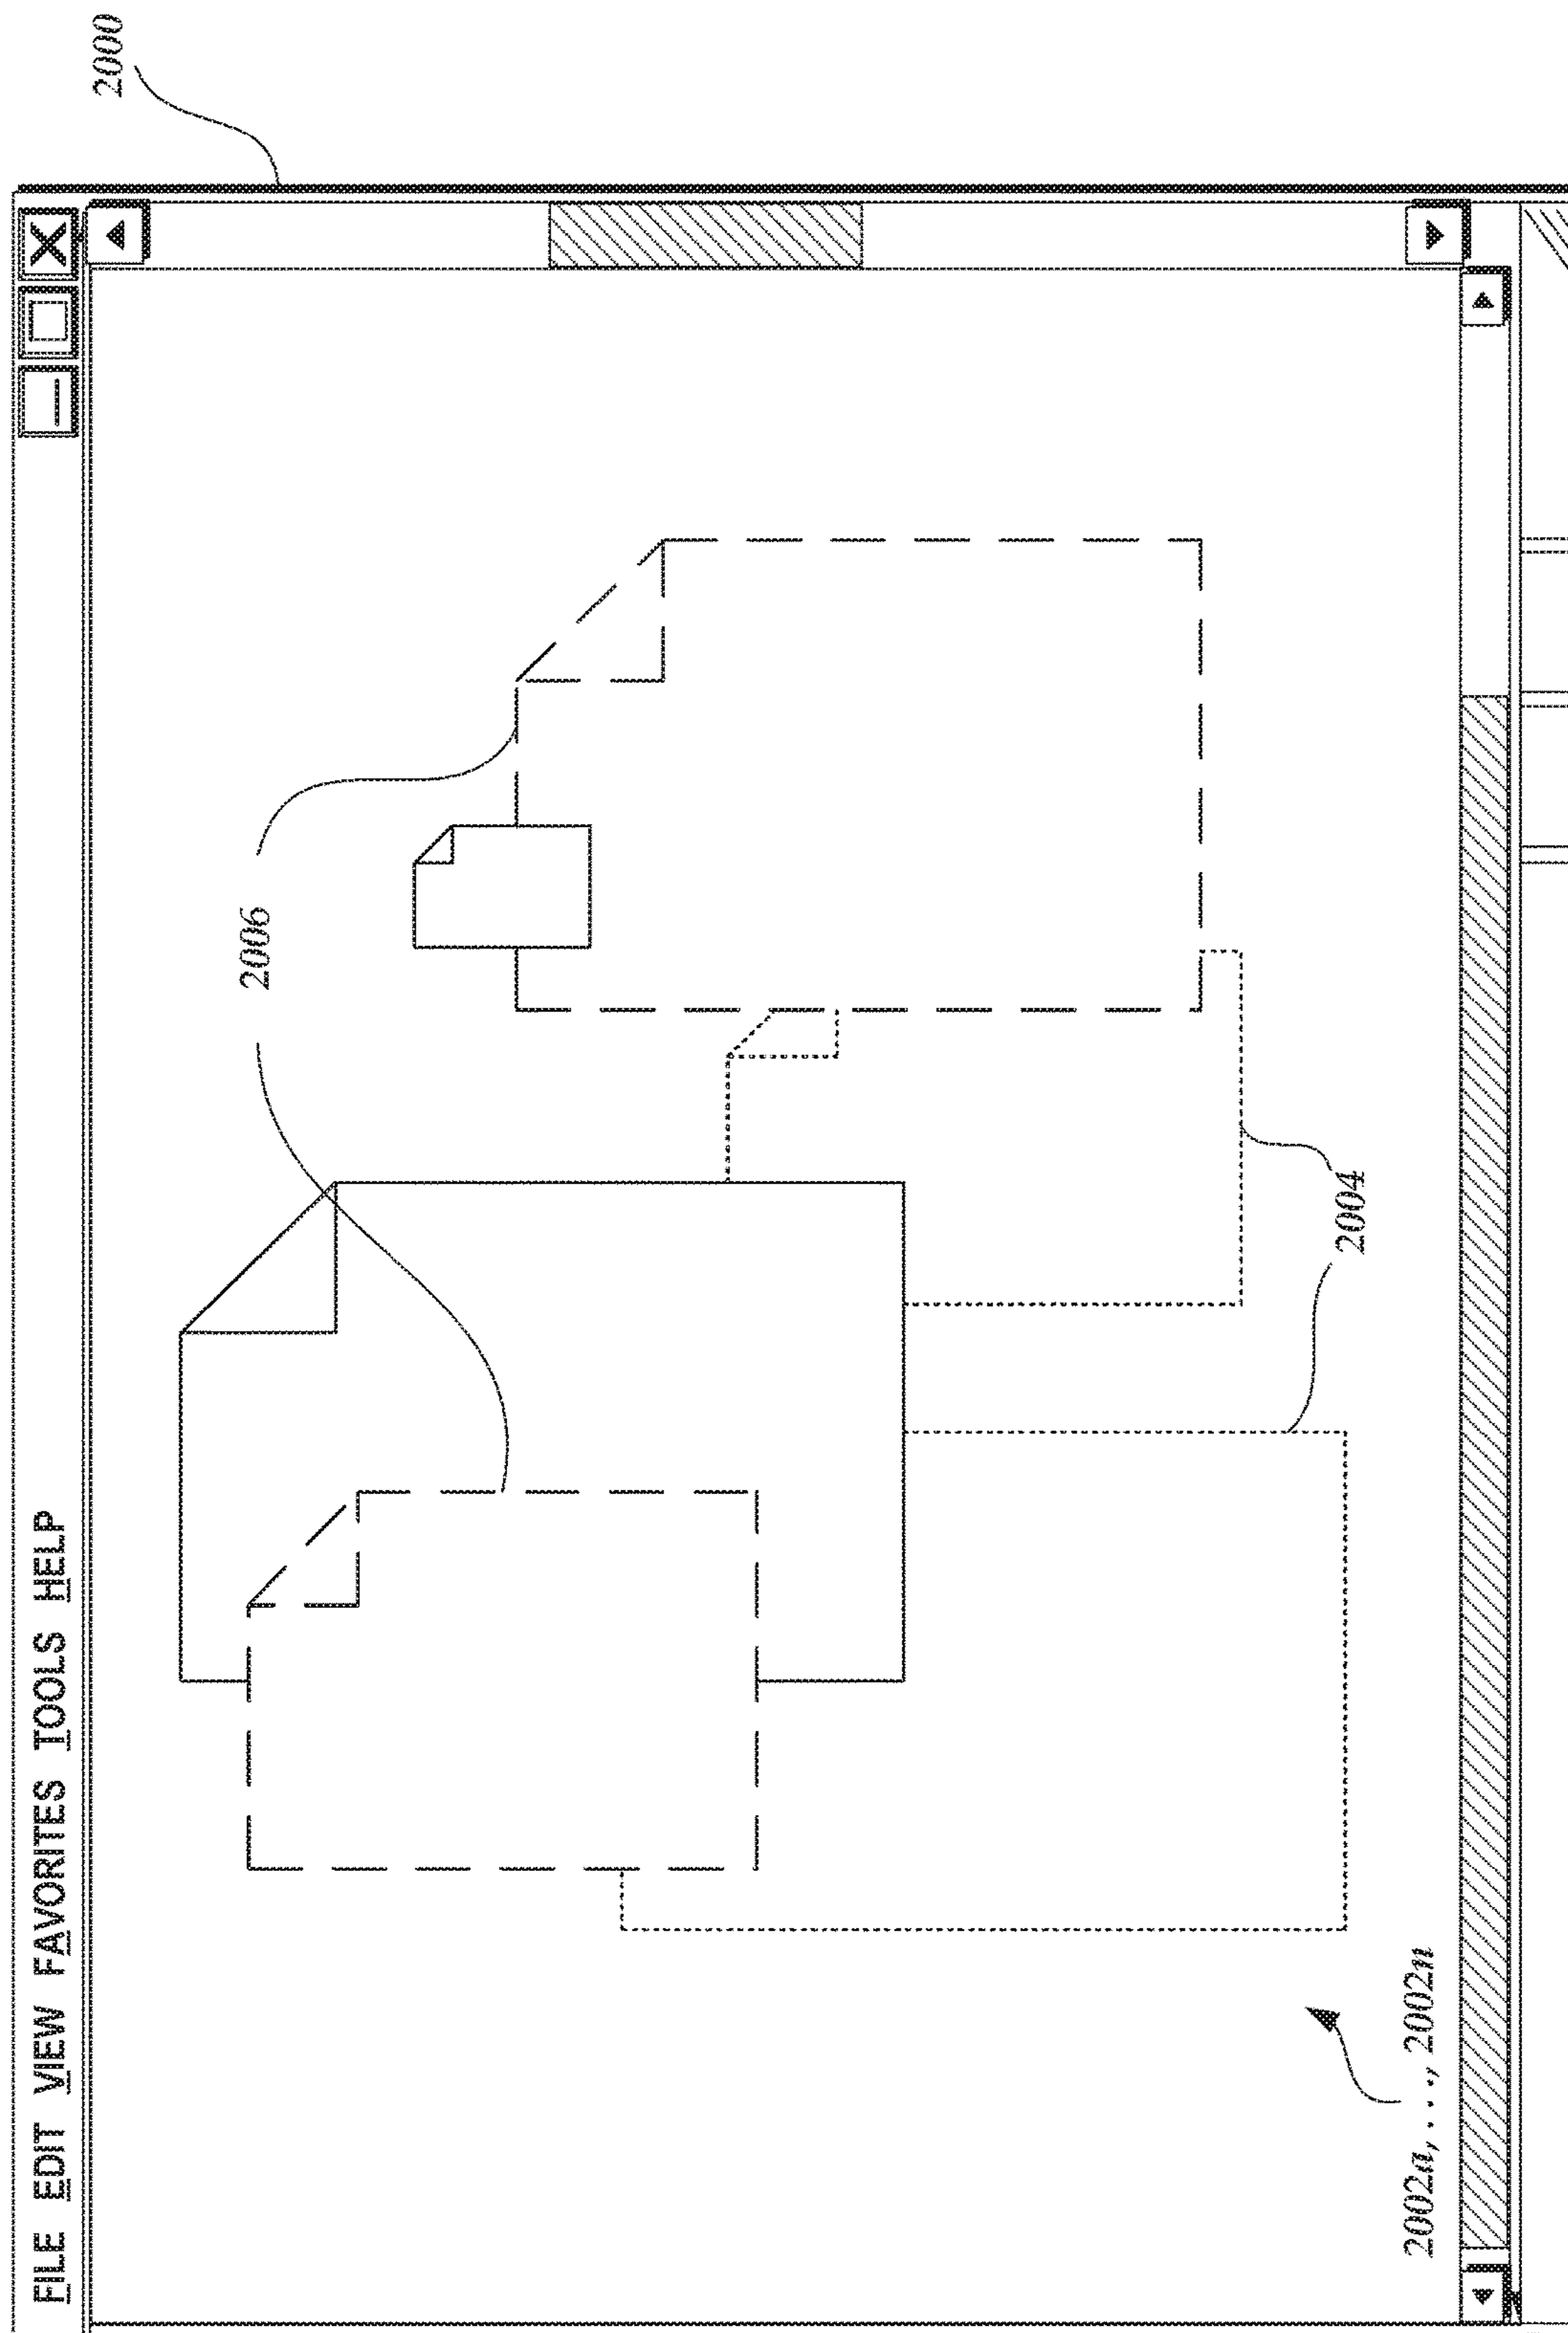 2000
FILE EDIT VIEW FAVORITES TOOLS HELP
2006
2004
2002a, . . ., 2002n